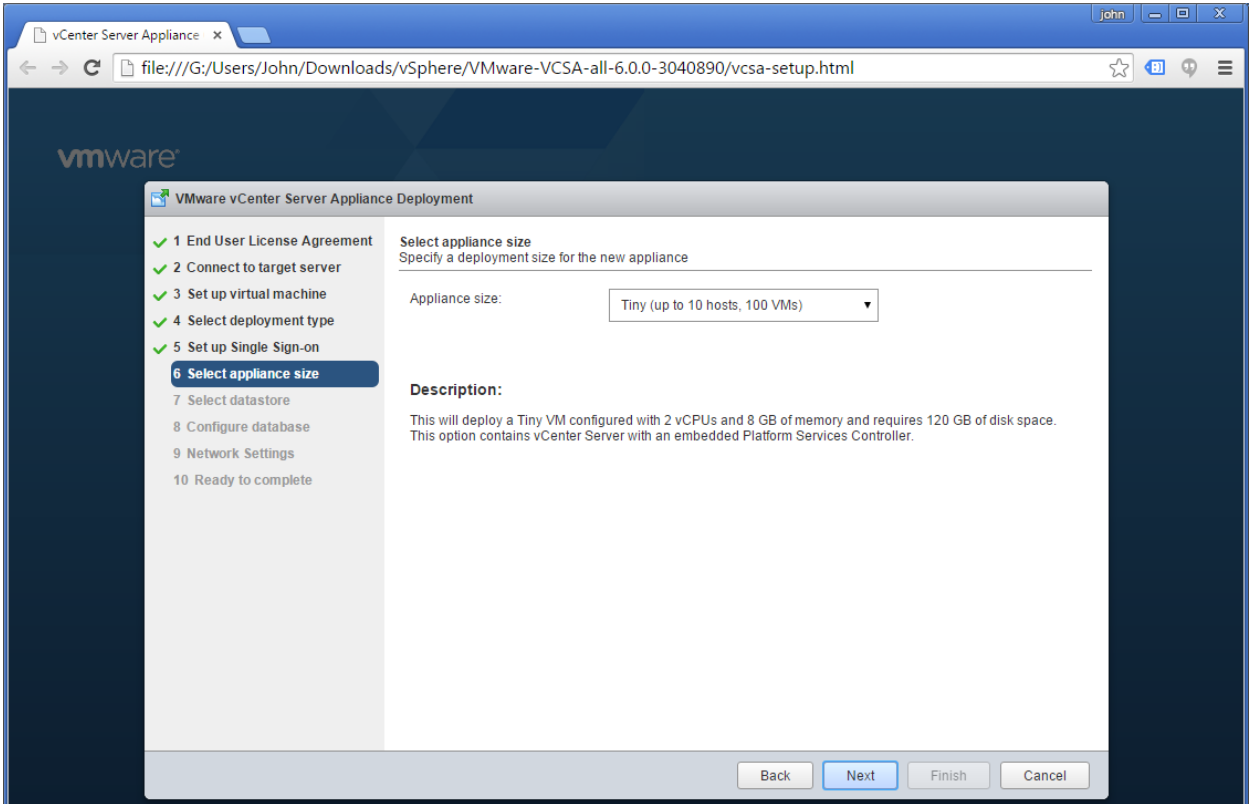 john
vCenter Server Appliance
file:///G:/Users/John/Downloads/vSphere/VMware-VCSA-all-6.0.0-3040890/vcsa-setup.html
vmware
VMware vCenter Server Appliance Deployment
1 End User License Agreement
2 Connect to target server
3 Set up virtual machine
4 Select deployment type
5 Set up Single Sign-on
6 Select appliance size
7 Select datastore
8 Configure database
9 Network Settings
10 Ready to complete
Select appliance size
Specify a deployment size for the new appliance
Appliance size:
Tiny (up to 10 hosts, 100 VMs)
Description:
This will deploy a Tiny VM configured with 2 vCPUs and 8 GB of memory and requires 120 GB of disk space.
This option contains vCenter Server with an embedded Platform Services Controller.
Back
Next
Finish
Cancel